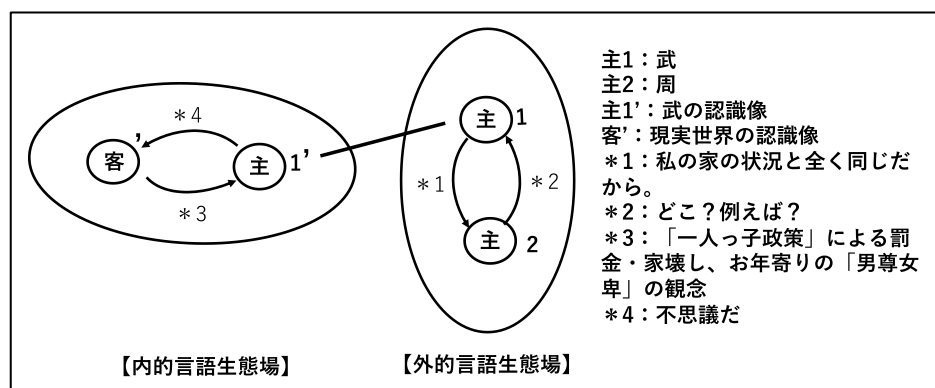 客
’
＊4
主
1’
＊3
主
1
＊1
＊2
主
2
【内的言語生態場】
【外的言語生態場】
主1：武
主2：周
主1’：武の認識像
客’：現実世界の認識像
＊1：私の家の状況と全く同じだ
から。
＊2：どこ？例えば？
＊3：「一人っ子政策」による罰
金・家壊し、お年寄りの「男尊女
卑」の観念
＊4：不思議だ